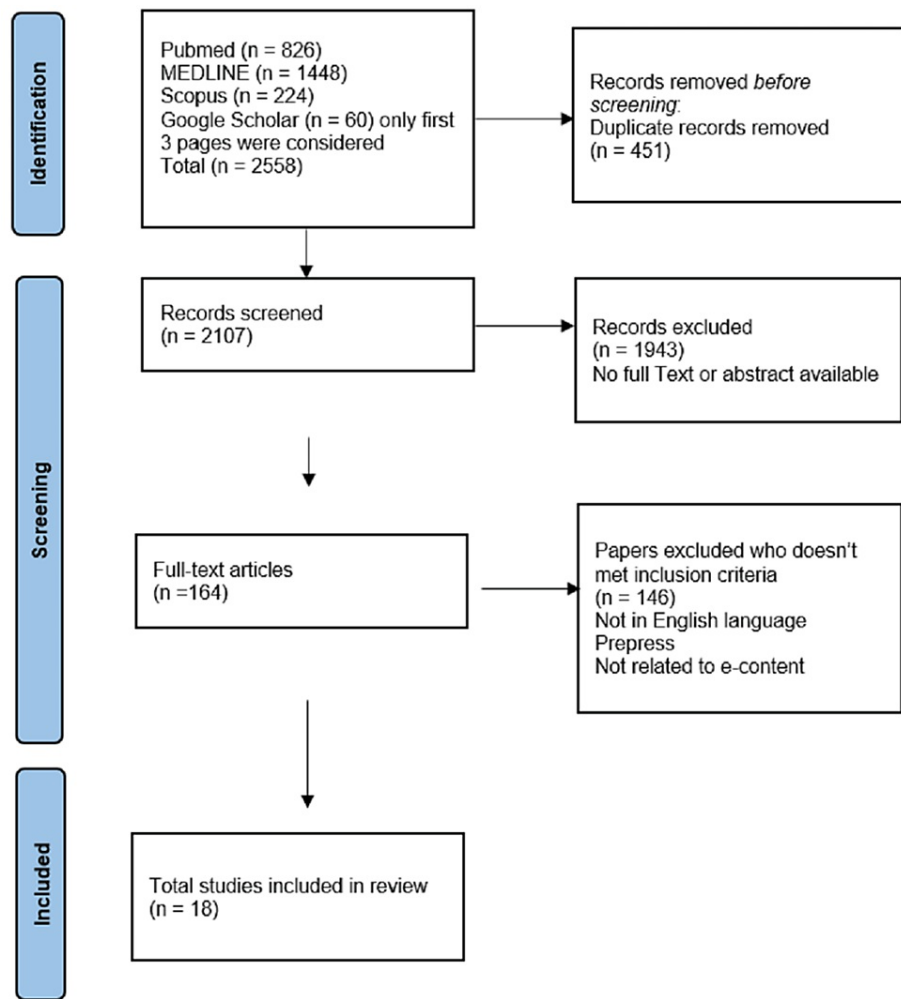 Identification
Pubmed (n = 826)
MEDLINE (n = 1448)
Scopus (n = 224)
Google Scholar (n = 60) only first
3 pages were considered
Total (n = 2558)
Records removed before
screening:
Duplicate records removed
(n = 451)
Screening
Records screened
(n = 2107)
Records excluded
(n = 1943)
No full Text or abstract available
Full-text articles
(n =164)
Papers excluded who doesn't
met inclusion criteria
(n = 146)
Not in English language
Prepress
Not related to e-content
Included
Total studies included in review
(n = 18)